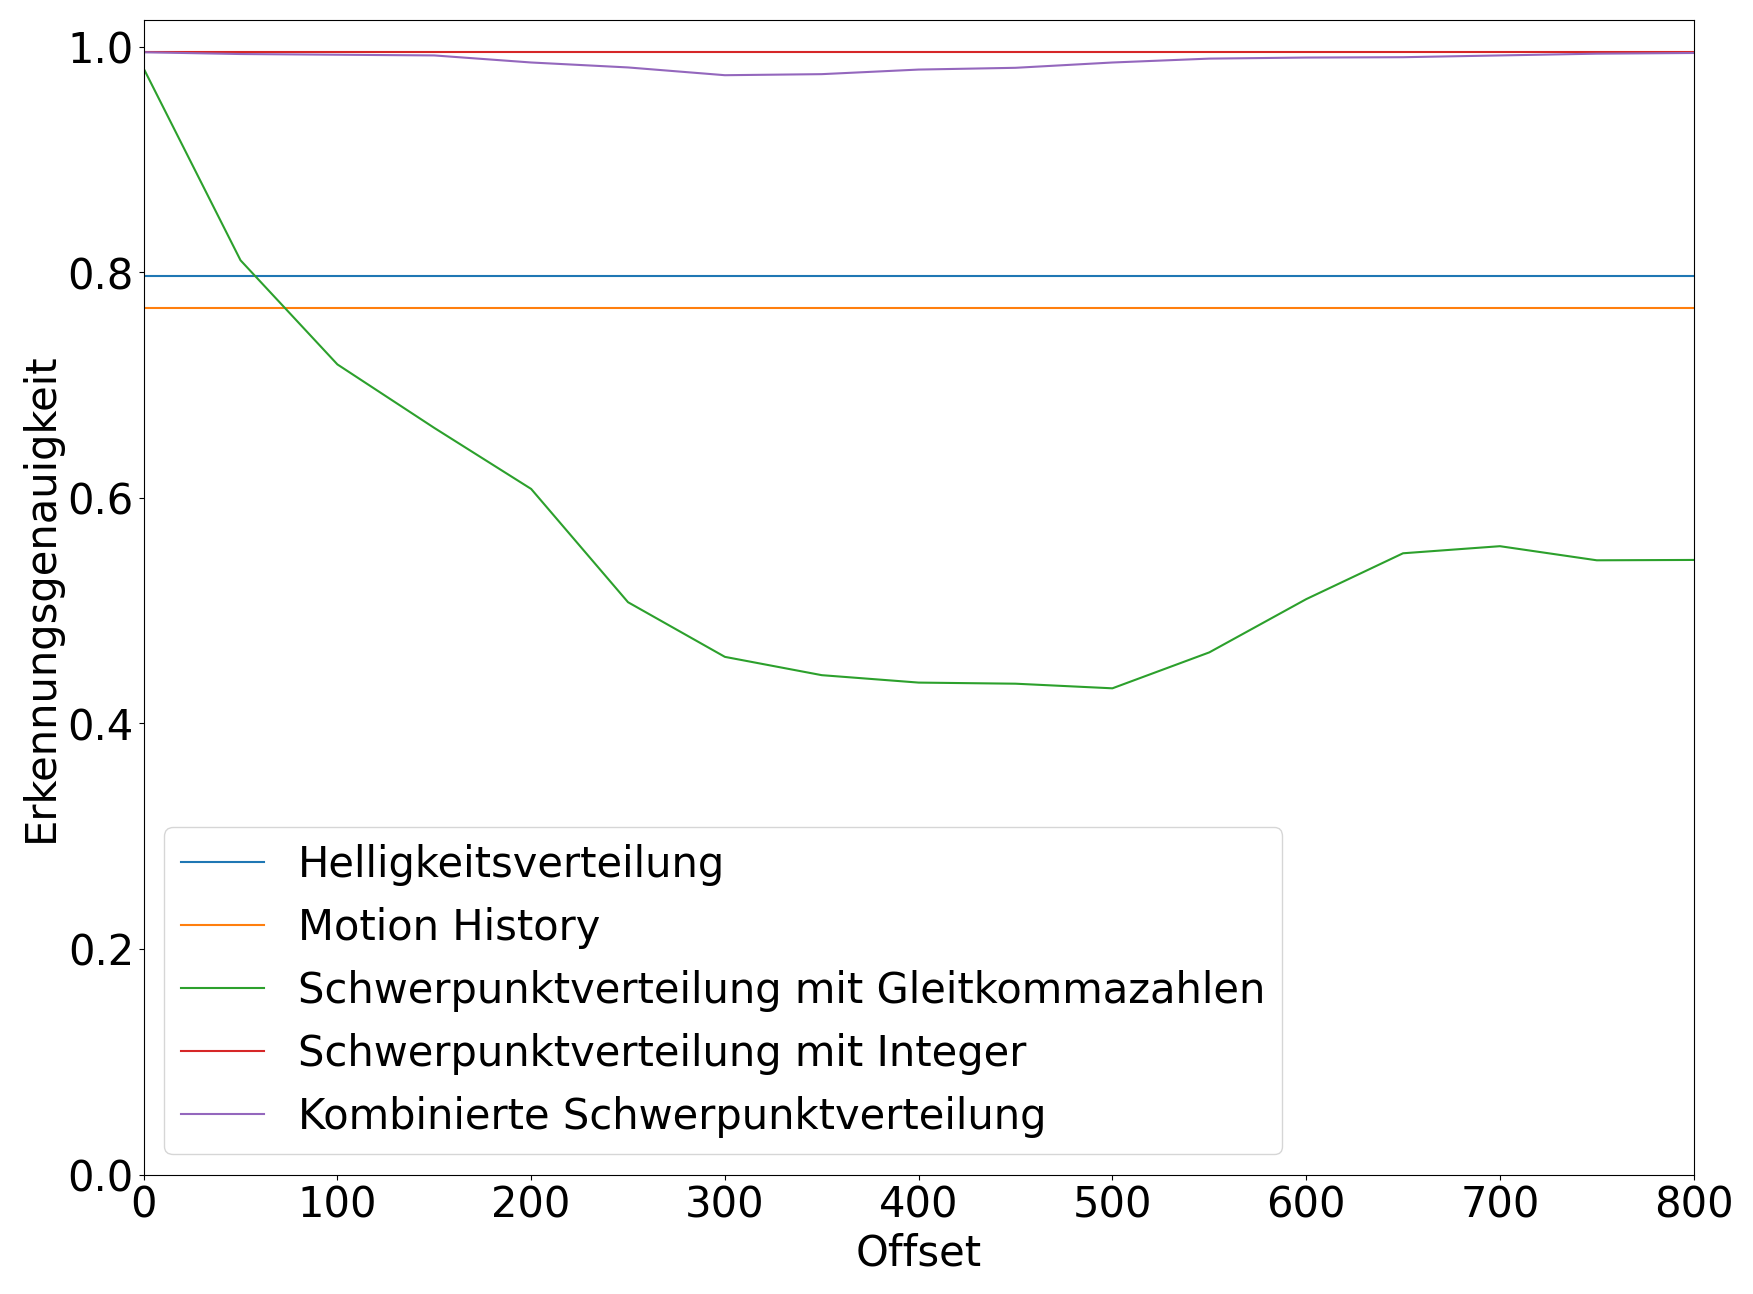 1.0
0.8
0.6
0.4
0.2
0.0
Erkennungsgenauigkeit
Helligkeitsverteilung
Motion History
Schwerpunktverteilung mit Gleitkommazahlen
Schwerpunktverteilung mit Integer
Kombinierte Schwerpunktverteilung
0 100 200 300 400 500 600 700 800
Offset